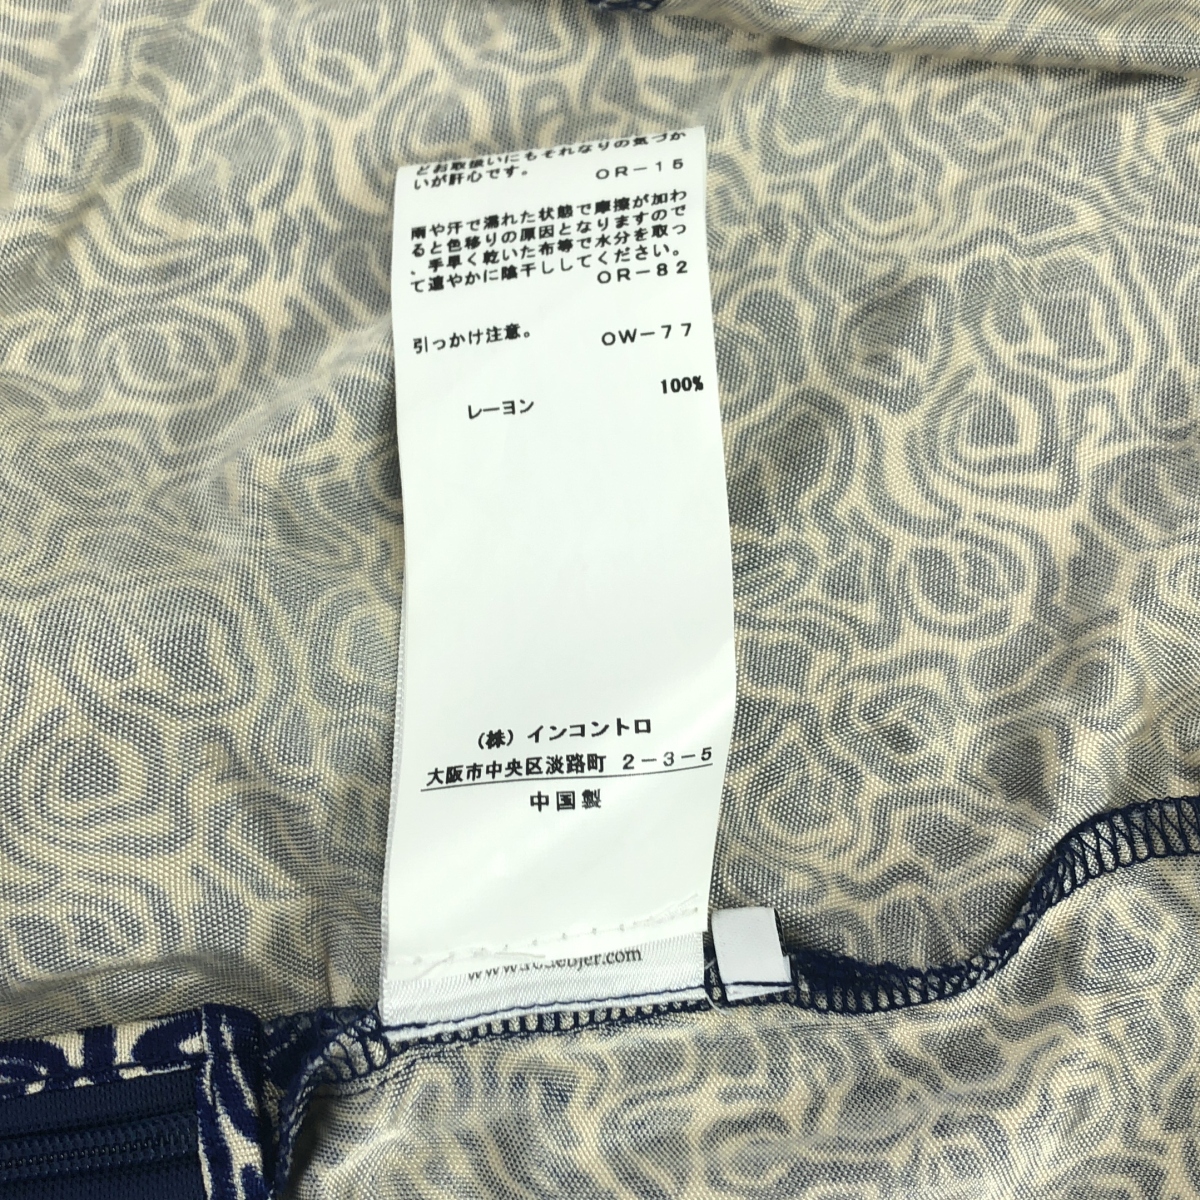 どお取扱いにもそれなりの気づか
いが肝心です。 OR-15
雨や汗で濡れた状態で摩擦が加わ
ると色移りの原因となりますので
、手早く乾いた布等で水分を取っ
て速やかに陰干ししてください。
OR-82
引っかけ注意。 OW-77
100%
レーヨン
(株)インコントロ
大阪市中央区淡路町 2-3-5
中国製
www.rodebjer.com